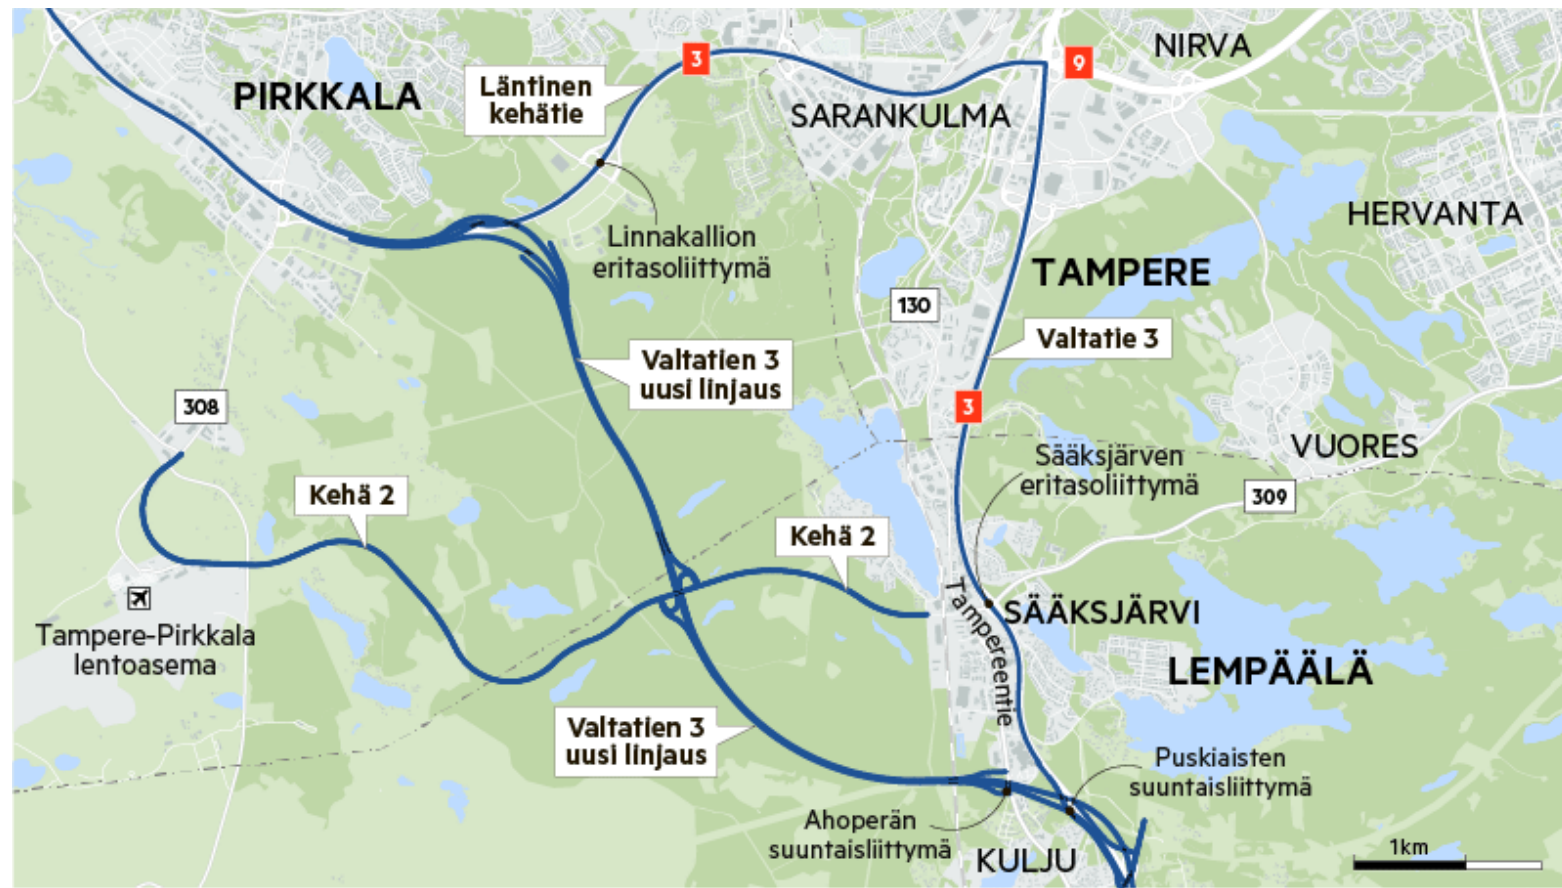 NIRVA
3
9
PIRKKALA
Läntinen
kehätie
SARANKULMA
HERVANTA
Linnakallion
eritasoliittymä
TAMPERE
130
Valtatie 3
Valtatien 3
uusi linjaus
308
3
VUORES
Sääksjärven
eritasoliittymä
309
Kehä 2
Kehä 2
Tampereentie
SÄÄKSJÄRVI
Tampere-Pirkkala
lentoasema
LEMPÄÄLÄ
Valtatien 3
uusi linjaus
Puskiaisten
suuntaisliittymä
Ahoperän
suuntaisliittymä
KULJU
1km